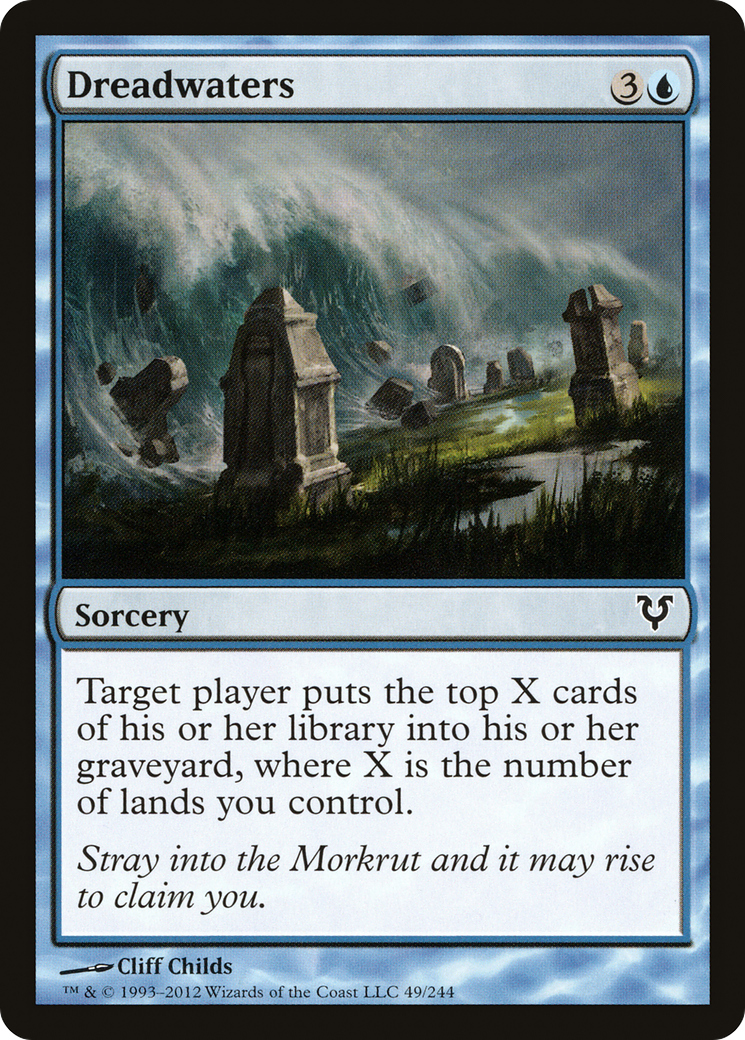 Dreadwaters 3
Sorcery
Target player puts the top X cards
of his or her library into his or her
graveyard, where X is the number
of lands you control.
Stray into the Morkrut and it may rise
to claim you.
Cliff Childs
™ & © 1993–2012 Wizards of the Coast LLC 49/244